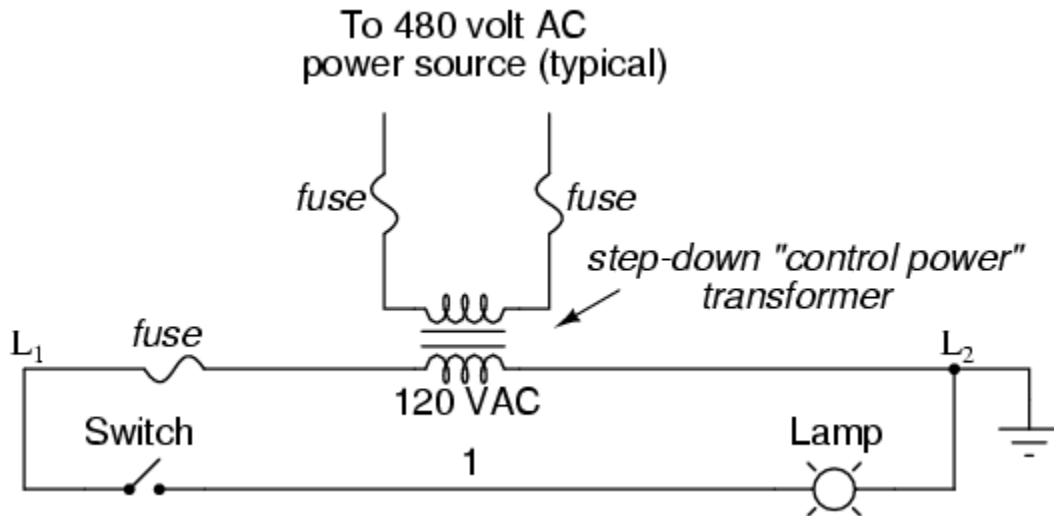 To 480 volt AC
power source (typical)
fuse
fuse
step-down "control power"
transformer
L₁
fuse
L₂
120 VAC
Switch
1
Lamp